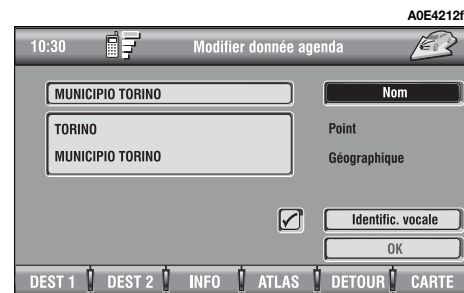 A0E4212f
10:30 Modifier donnée agenda
MUNICIPIO TORINO Nom
TORINO Point
MUNICIPIO TORINO Géographique
Identific. vocale
OK
DEST 1 DEST 2 INFO ATLAS DETOUR CARTE